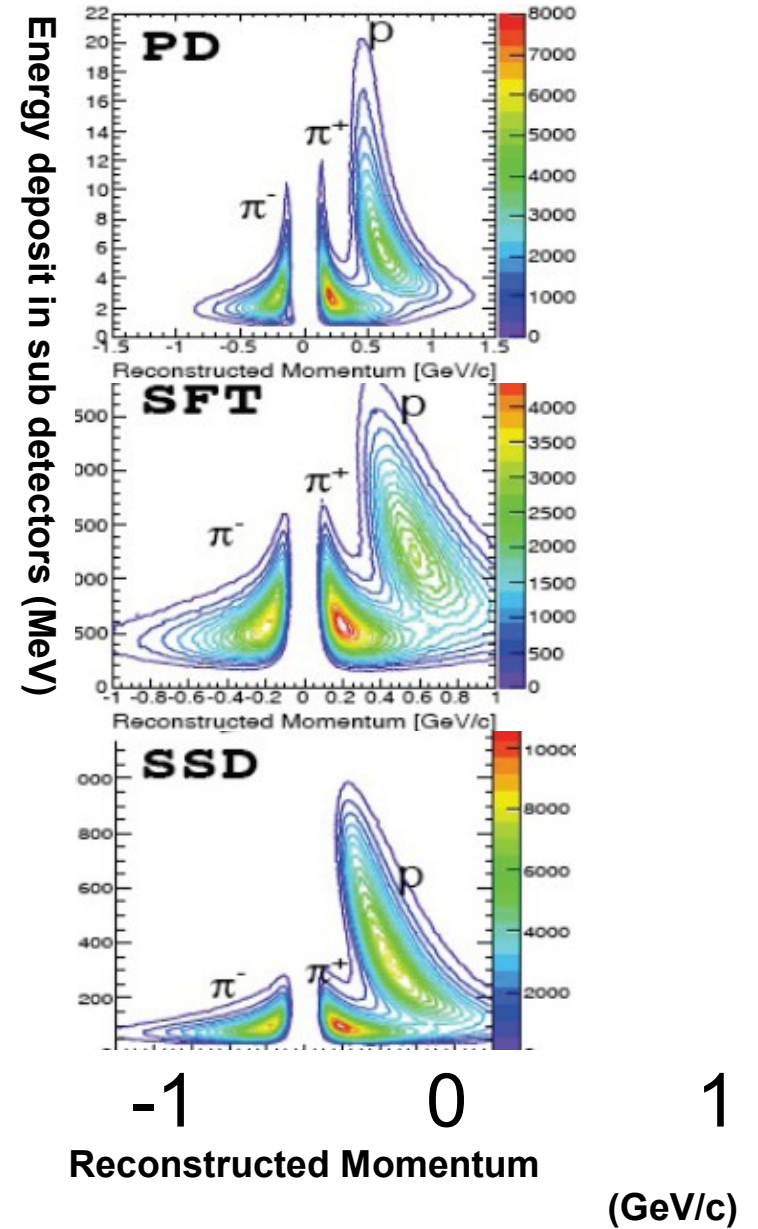 Energy deposit in sub detectors (MeV)
PD
p
π+
π-
22
20
18
16
14
12
10
8
6
4
2
0
-1.5 -1 -0.5 0 0.5 1 1.5
8000
7000
6000
5000
4000
3000
2000
1000
0
Reconstructed Momentum [GeV/c]
SFT
p
π+
π-
500
000
500
000
500
0
-1 -0.8 -0.6 -0.4 -0.2 0 0.2 0.4 0.6 0.8 1
4000
3500
3000
2500
2000
1500
1000
500
0
Reconstructed Momentum [GeV/c]
SSD
p
π+
π-
000
800
600
400
200
10000
8000
6000
4000
2000
-1 0 1
Reconstructed Momentum
(GeV/c)